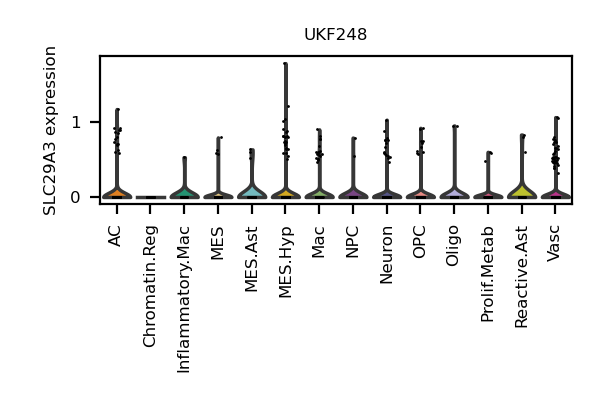 UKF248
SLC29A3 expression
1
0
AC
Chromatin.Reg
Inflammatory.Mac
MES
MES.Ast
MES.Hyp
Mac
NPC
Neuron
OPC
Oligo
Prolif.Metab
Reactive.Ast
Vasc